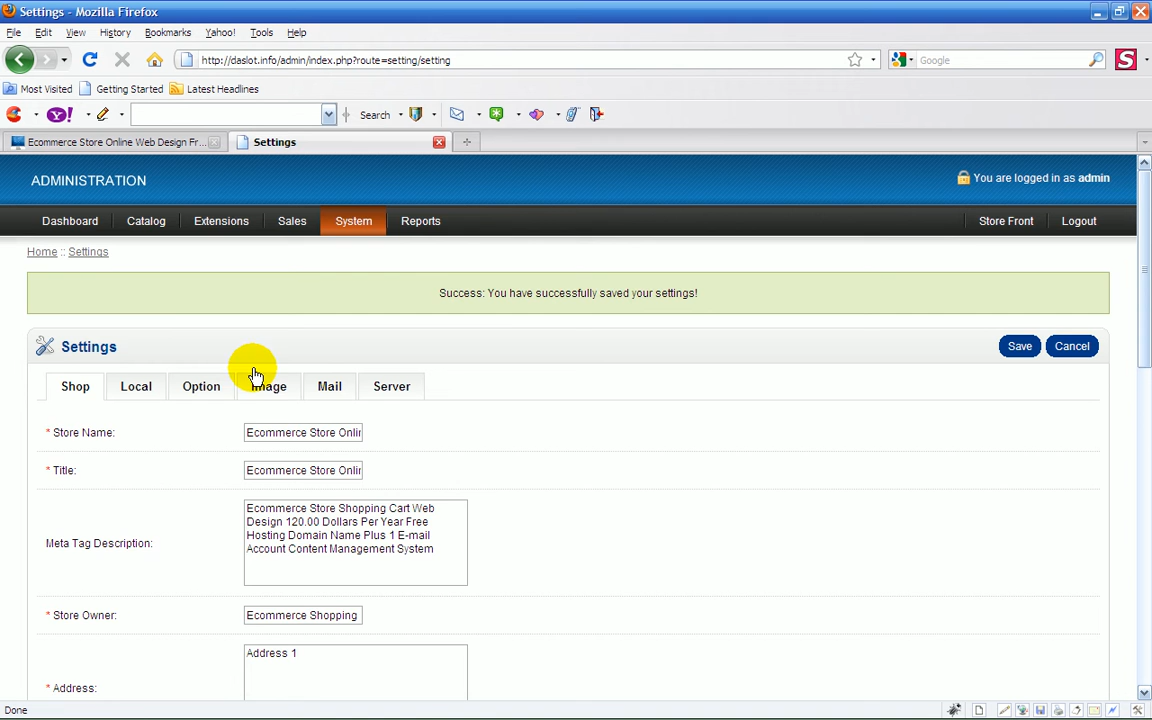 Settings - Mozilla Firefox
File Edit View History Bookmarks Yahoo! Tools Help
http://daslot.info/admin/index.php?route=setting/setting Google
Most Visited Getting Started Latest Headlines
Y! Search
Ecommerce Store Online Web Design Fr... Settings
ADMINISTRATION You are logged in as admin
Dashboard Catalog Extensions Sales System Reports Store Front Logout
Home :: Settings
Success: You have successfully saved your settings!
Settings Save Cancel
Shop Local Option Image Mail Server
* Store Name: Ecommerce Store Onlin
* Title: Ecommerce Store Onlin
Meta Tag Description:
Ecommerce Store Shopping Cart Web
Design 120.00 Dollars Per Year Free
Hosting Domain Name Plus 1 E-mail
Account Content Management System
* Store Owner: Ecommerce Shopping
* Address: Address 1
Done